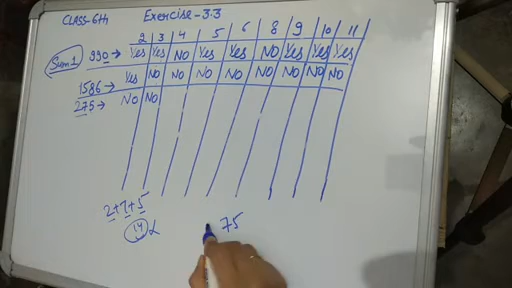 CLASS-6th Exercise-3.3
2 3 4 5 6 8 9 10 11
Sum1 990→ Yes Yes NO Yes Yes NO Yes Yes Yes
1586→ Yes NO NO NO NO NO NO NO NO
275→ NO NO
2+7+5
14 75